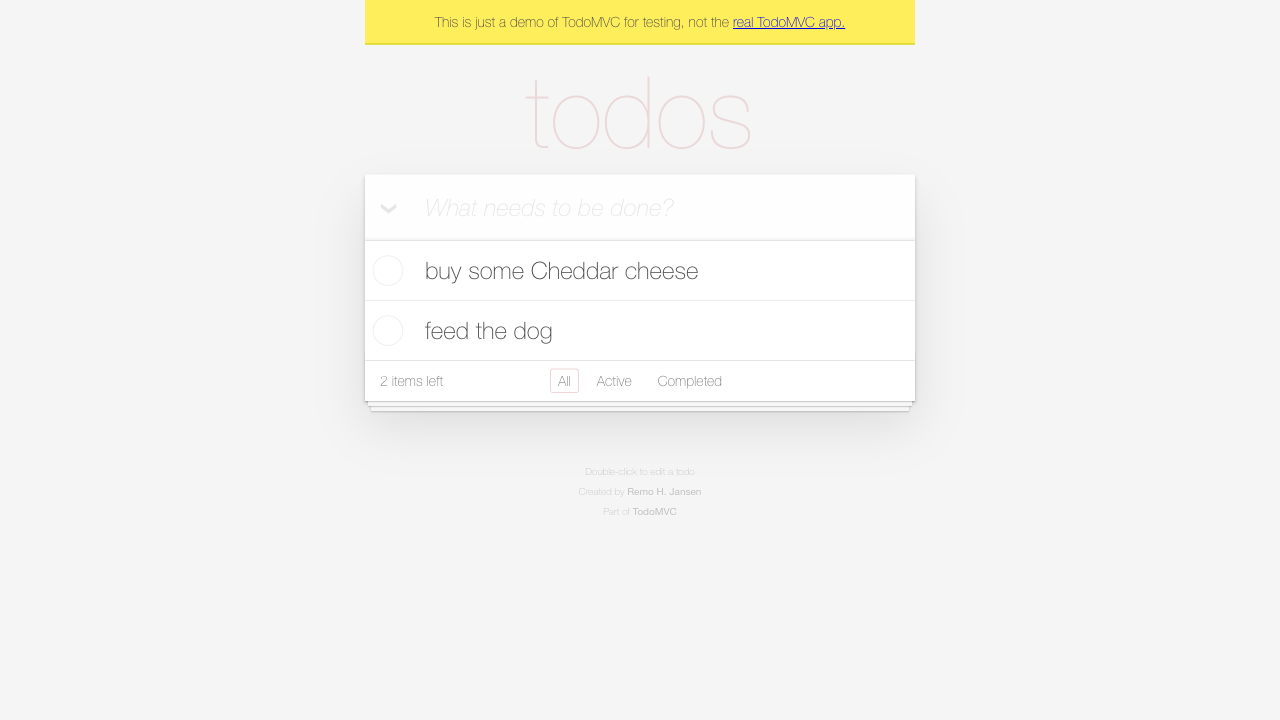 This is just a demo of TodoMVC for testing, not the real TodoMVC app.
todos
What needs to be done?
buy some Cheddar cheese
feed the dog
2 items left All Active Completed
Double-click to edit a todo
Created by Remo H. Jansen
Part of TodoMVC